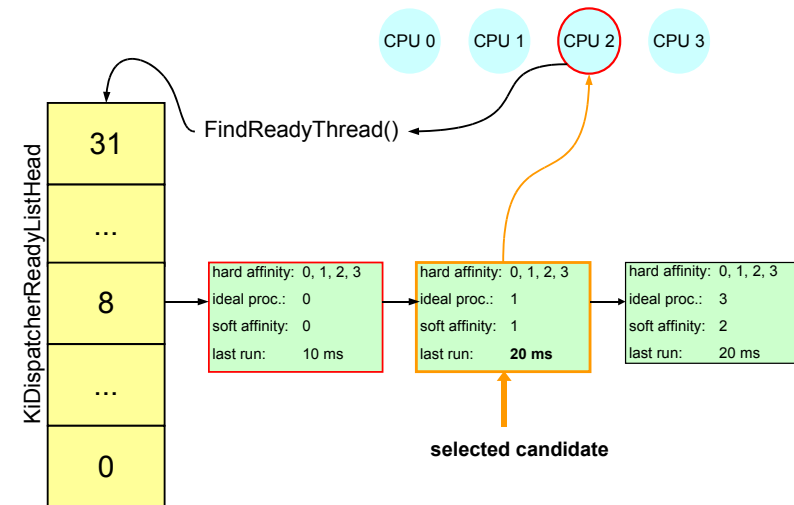 CPU 0 CPU 1 CPU 2 CPU 3
FindReadyThread()
KiDispatcherReadyListHead
31
...
8
...
0
hard affinity: 0, 1, 2, 3
ideal proc.: 0
soft affinity: 0
last run: 10 ms
hard affinity: 0, 1, 2, 3
ideal proc.: 1
soft affinity: 1
last run: 20 ms
hard affinity: 0, 1, 2, 3
ideal proc.: 3
soft affinity: 2
last run: 20 ms
selected candidate